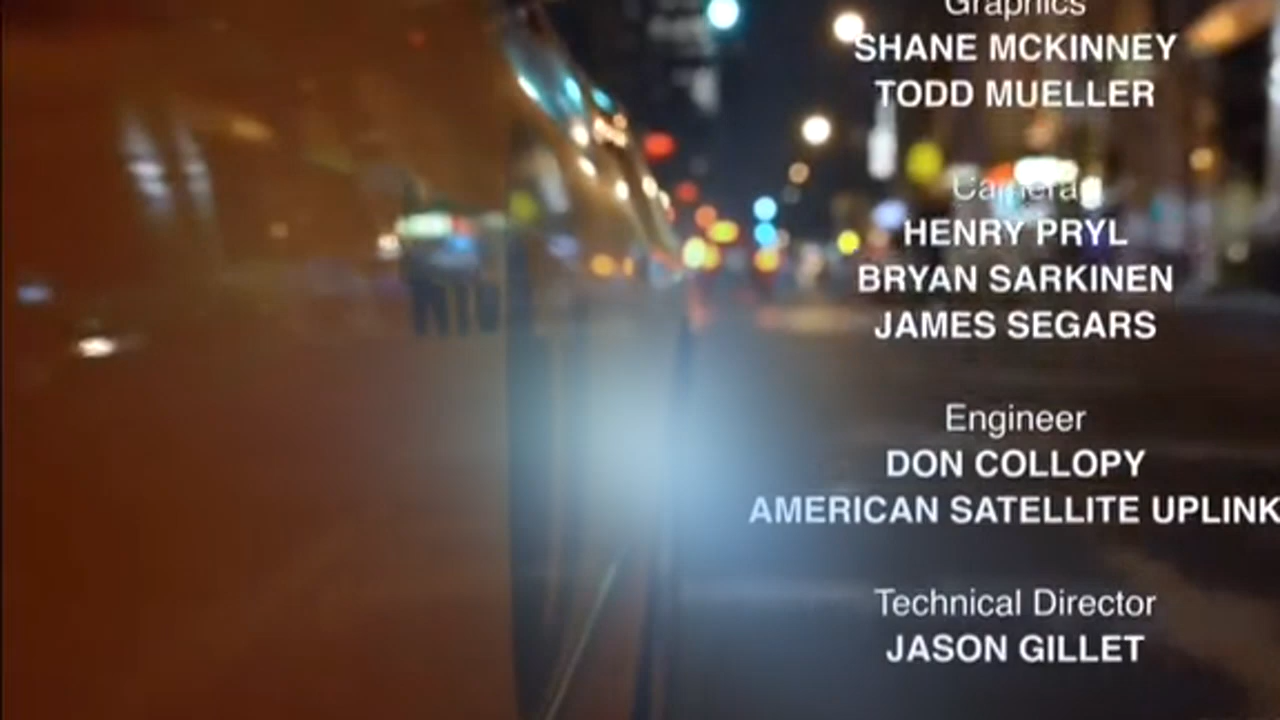 Graphics
SHANE MCKINNEY
TODD MUELLER
Camera
HENRY PRYL
BRYAN SARKINEN
JAMES SEGARS
Engineer
DON COLLOPY
AMERICAN SATELLITE UPLINK
Technical Director
JASON GILLET